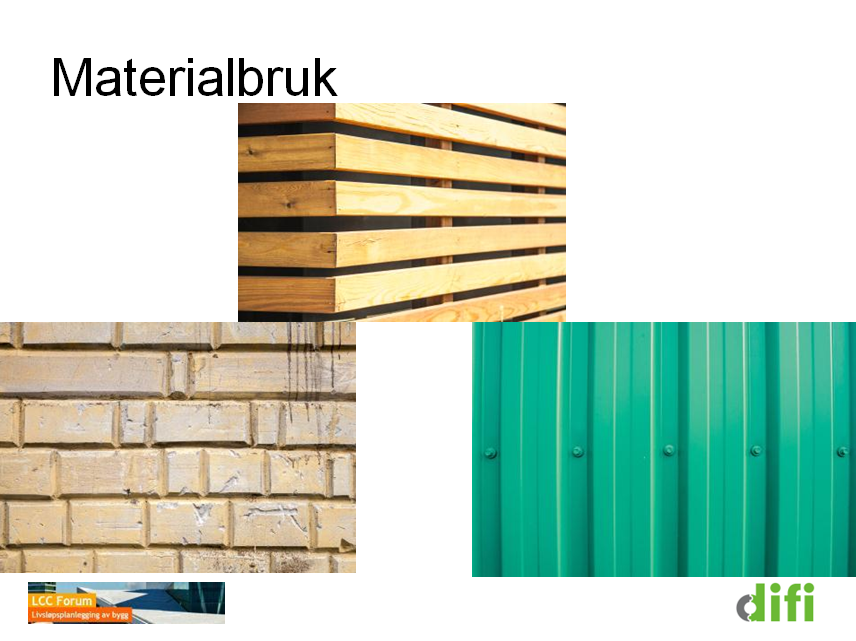 Materialbruk
LCC Forum
Livsløpsplanlegging av bygg
difi